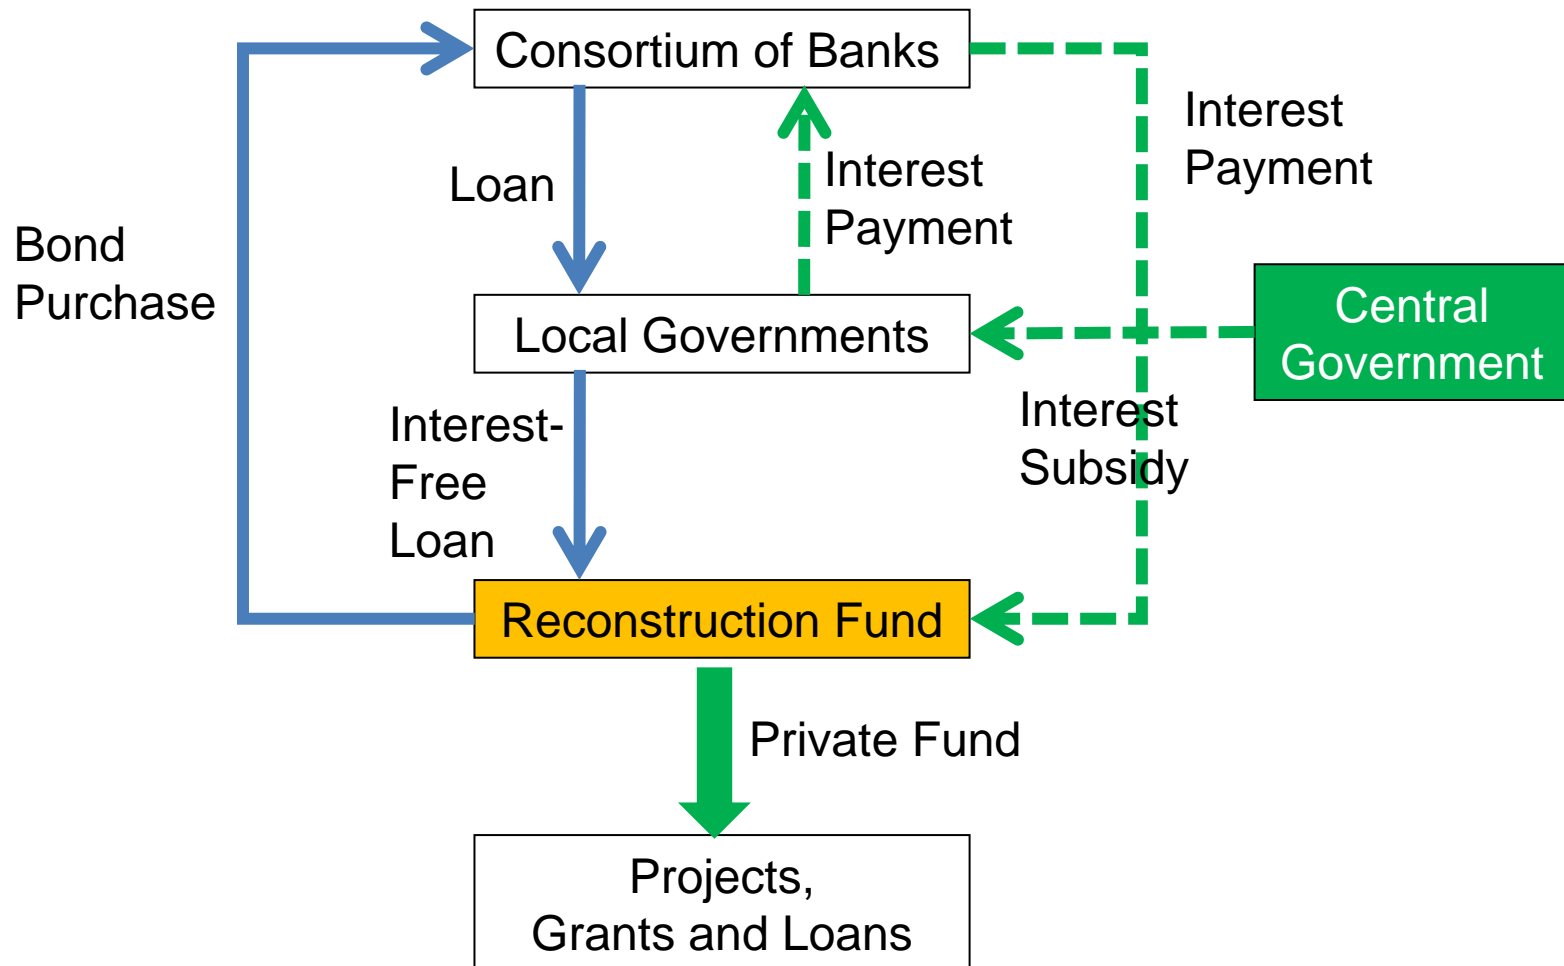 Consortium of Banks
Interest
Payment
Loan
Interest
Payment
Bond
Purchase
Central
Government
Local Governments
Interest-
Free
Loan
Interest
Subsidy
Reconstruction Fund
Private Fund
Projects,
Grants and Loans